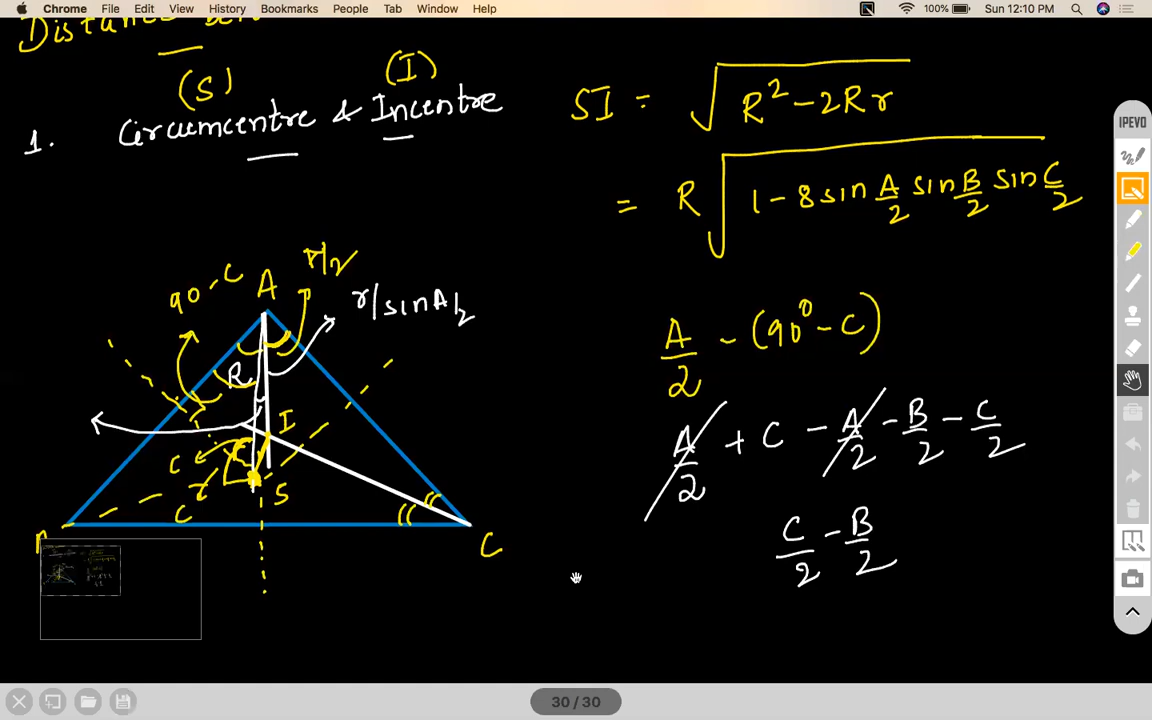 Chrome File Edit View History Bookmarks People Tab Window Help 100% Sun 12:10 PM
Distance
(S) (I)
1. Circumcentre & Incentre
SI = √R² - 2Rr
= R √1 - 8 sin A/2 sin B/2 sin C/2
IPEVO
90 - C A r/sin A/2
R
I
C
S
C
C
A/2 - (90° - C)
A/2 + C - A/2 - B/2 - C/2
C/2 - B/2
30 / 30